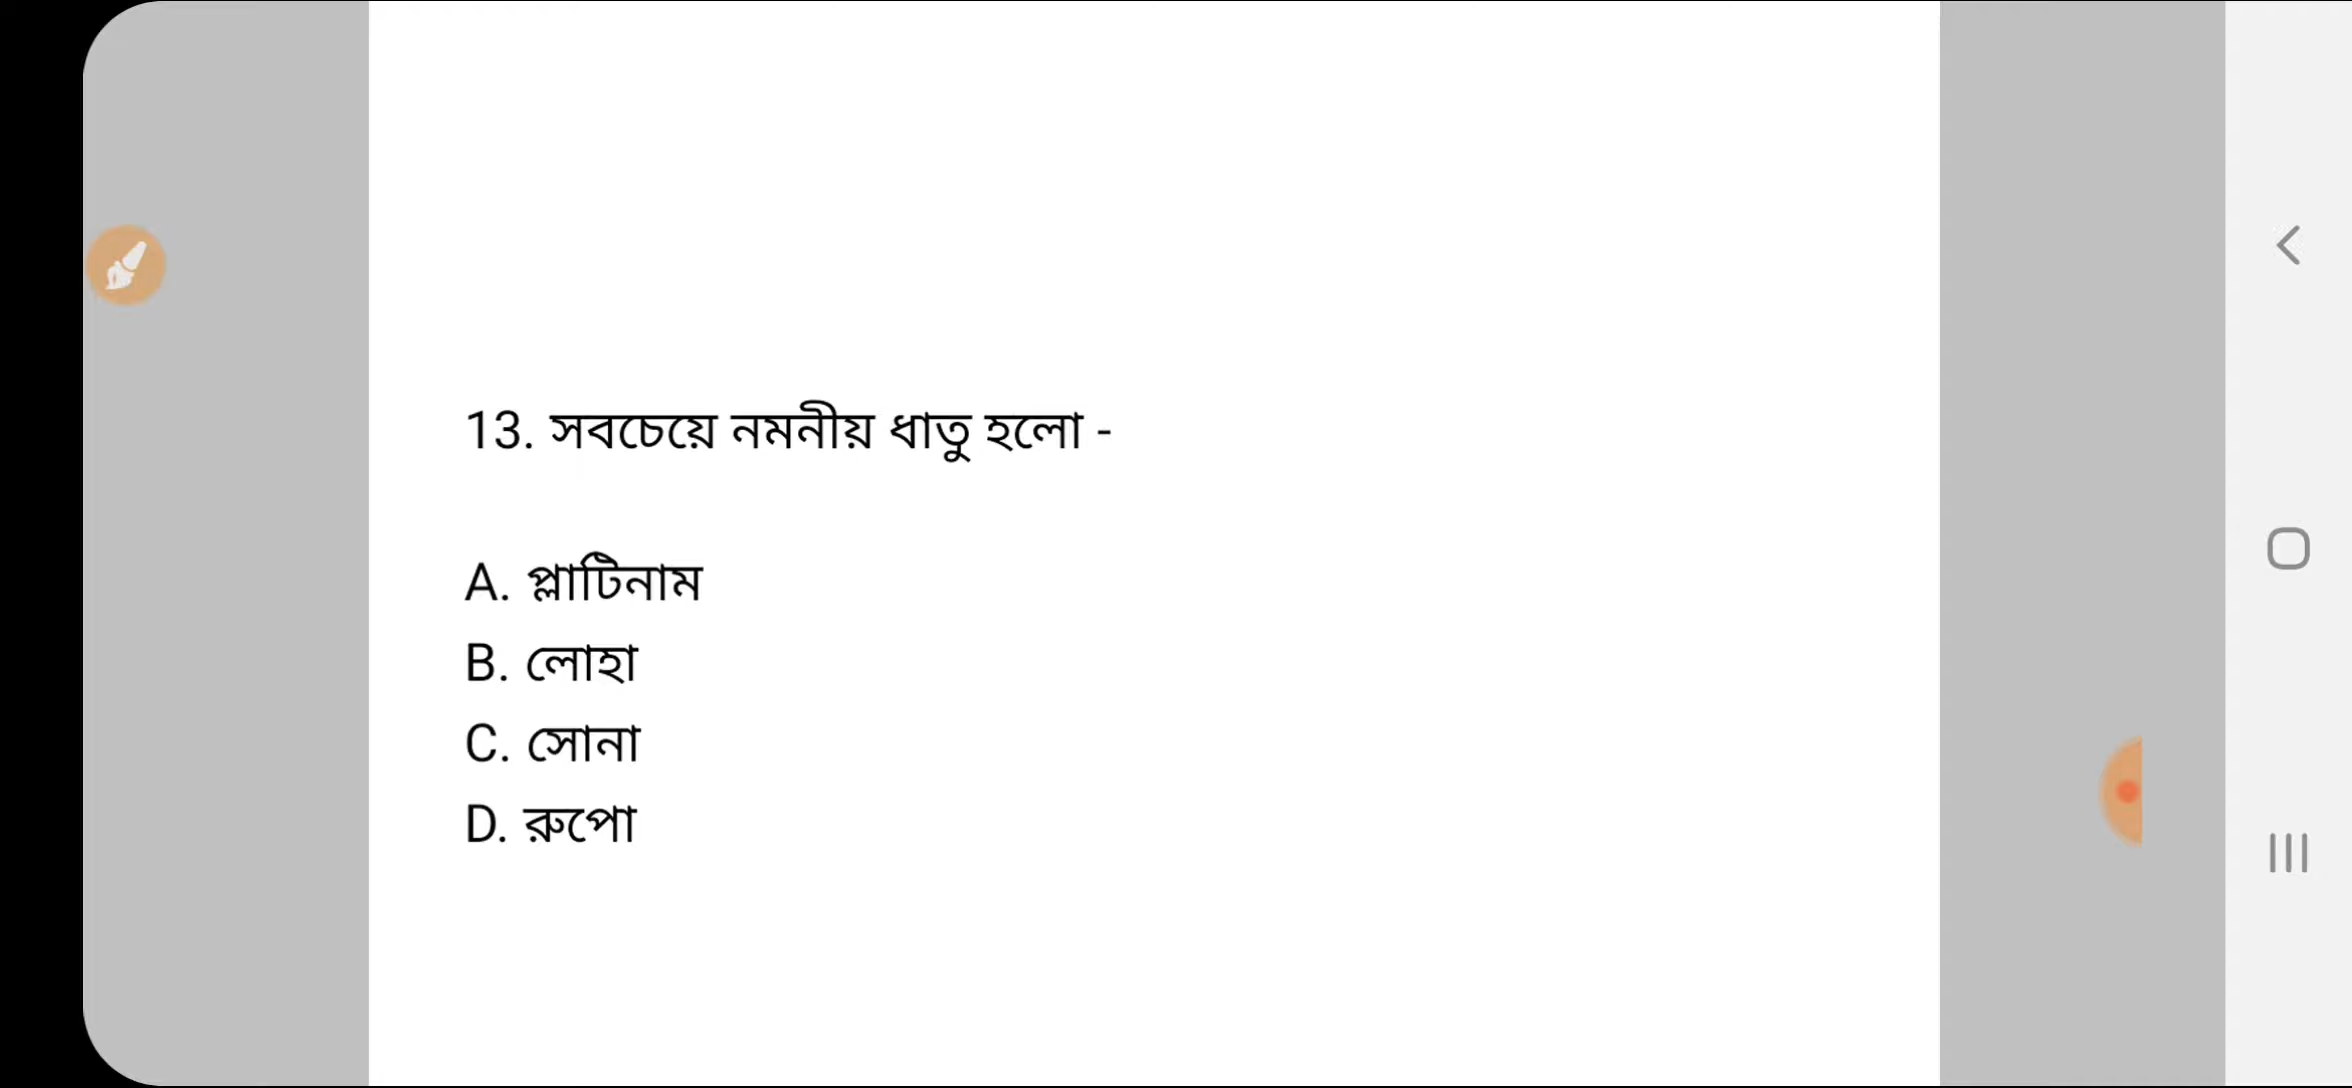 13. সবচেয়ে নমনীয় ধাতু হলো -
A. প্লাটিনাম
B. লোহা
C. সোনা
D. রুপো